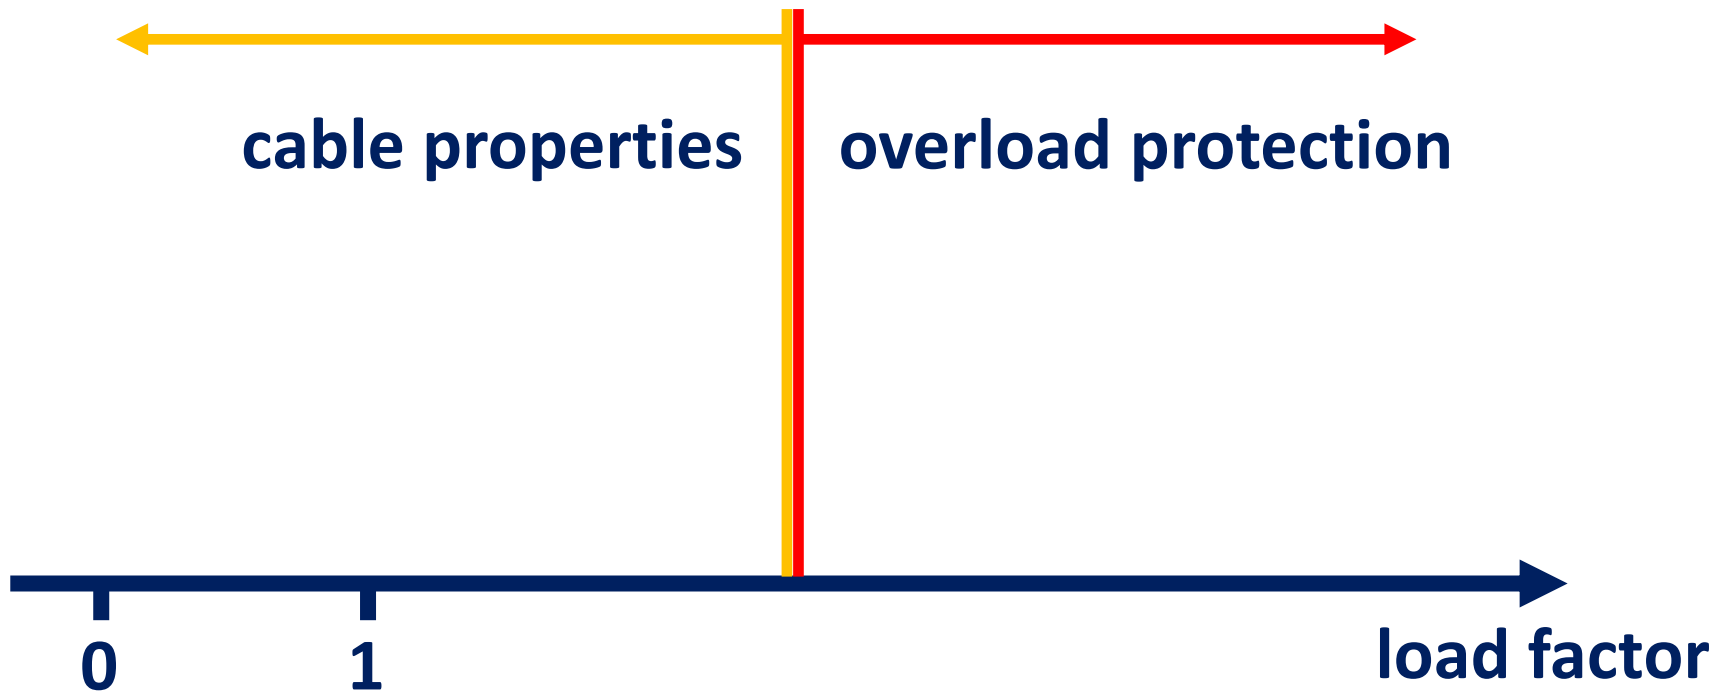 cable properties
overload protection
0
1
load factor